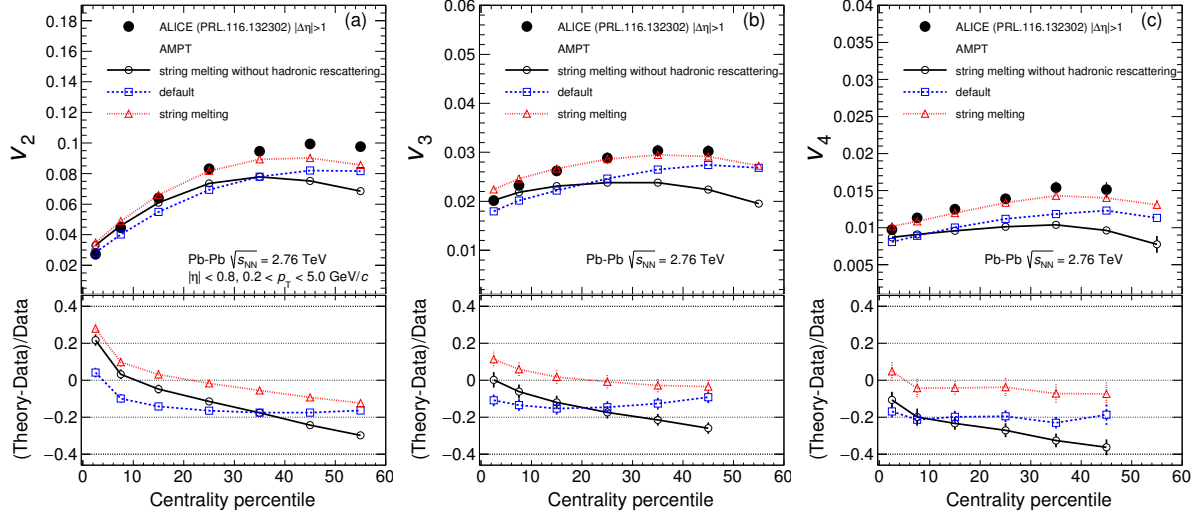 (a)
ALICE (PRL.116.132302) |Δη|>1
AMPT
string melting without hadronic rescattering
default
string melting
v2
0.18
0.16
0.14
0.12
0.1
0.08
0.06
0.04
0.02
Pb-Pb √sNN = 2.76 TeV
|η| < 0.8, 0.2 < pT < 5.0 GeV/c
(Theory-Data)/Data
0.4
0.2
0
−0.2
−0.4
0 10 20 30 40 50 60
Centrality percentile
(b)
ALICE (PRL.116.132302) |Δη|>1
AMPT
string melting without hadronic rescattering
default
string melting
v3
0.06
0.05
0.04
0.03
0.02
0.01
Pb-Pb √sNN = 2.76 TeV
(Theory-Data)/Data
0.4
0.2
0
−0.2
−0.4
0 10 20 30 40 50 60
Centrality percentile
(c)
ALICE (PRL.116.132302) |Δη|>1
AMPT
string melting without hadronic rescattering
default
string melting
v4
0.04
0.035
0.03
0.025
0.02
0.015
0.01
0.005
Pb-Pb √sNN = 2.76 TeV
(Theory-Data)/Data
0.4
0.2
0
−0.2
−0.4
0 10 20 30 40 50 60
Centrality percentile